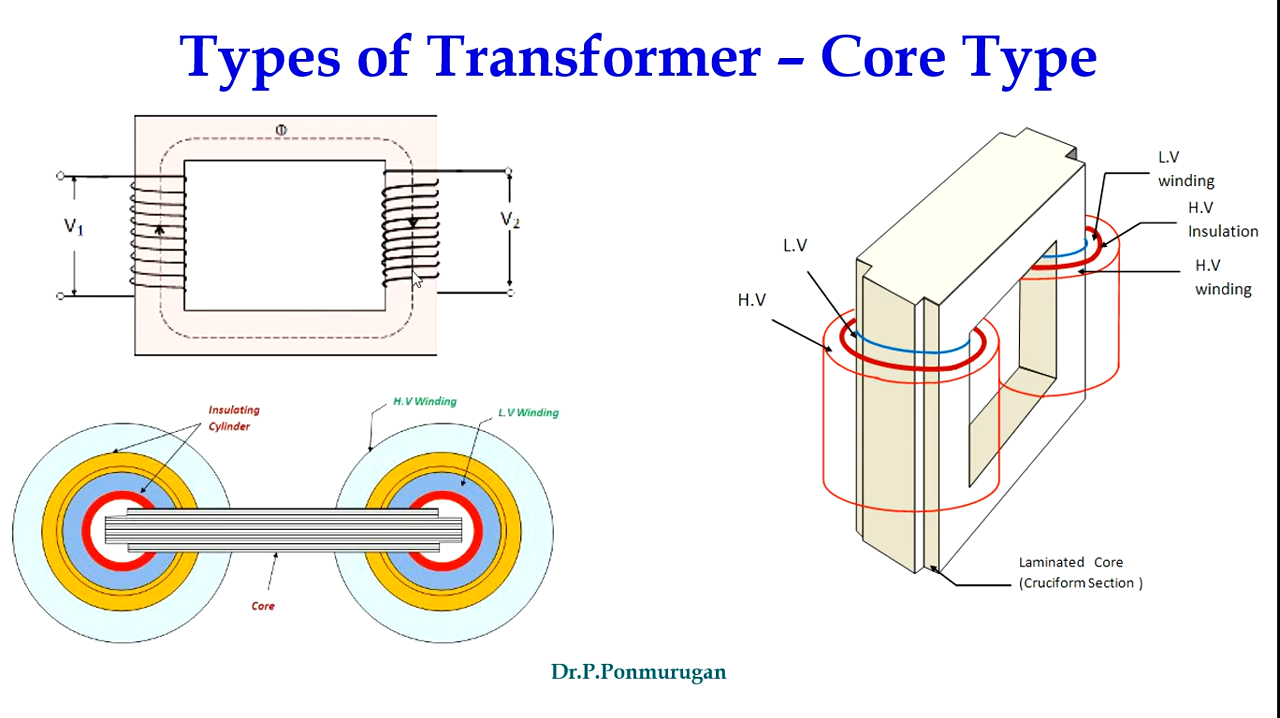 Types of Transformer – Core Type
Φ
V1
V2
Insulating
Cylinder
H.V Winding
L.V Winding
Core
L.V
H.V
L.V
winding
H.V
Insulation
H.V
winding
Laminated Core
(Cruciform Section )
Dr.P.Ponmurugan